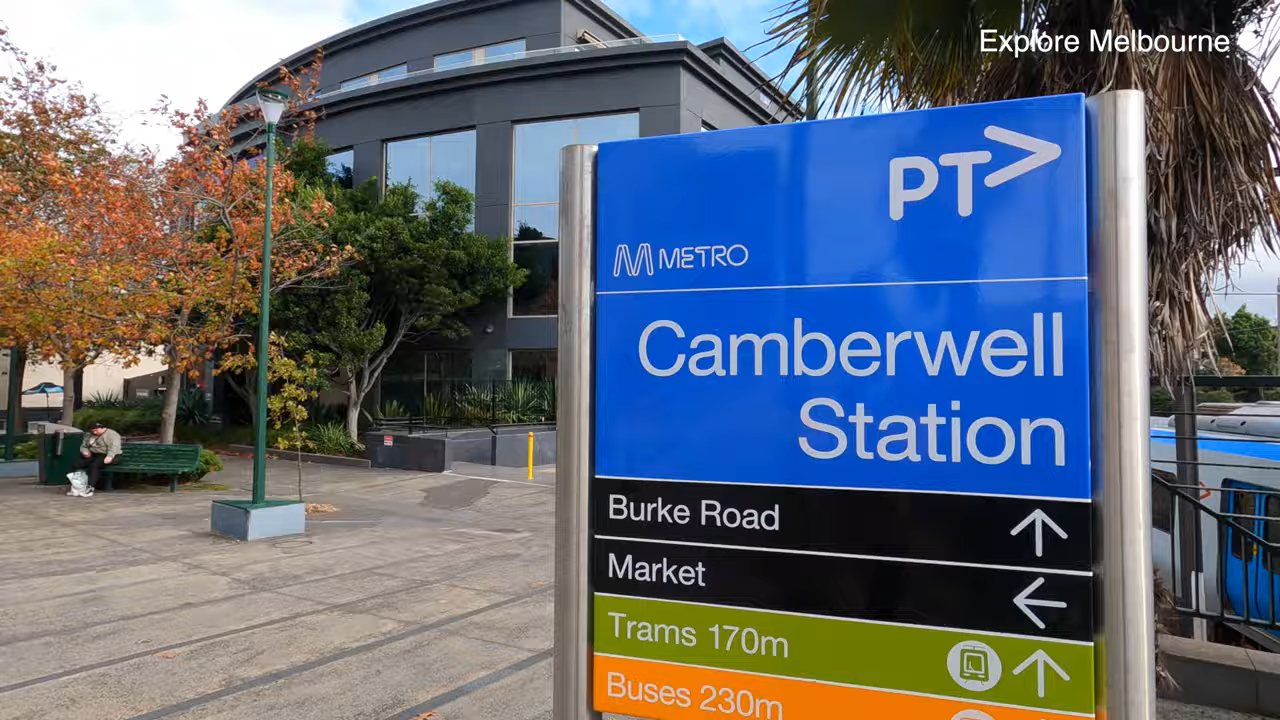 Explore Melbourne
PT>
METRO
Camberwell
Station
Burke Road
Market
Trams 170m
Buses 230m